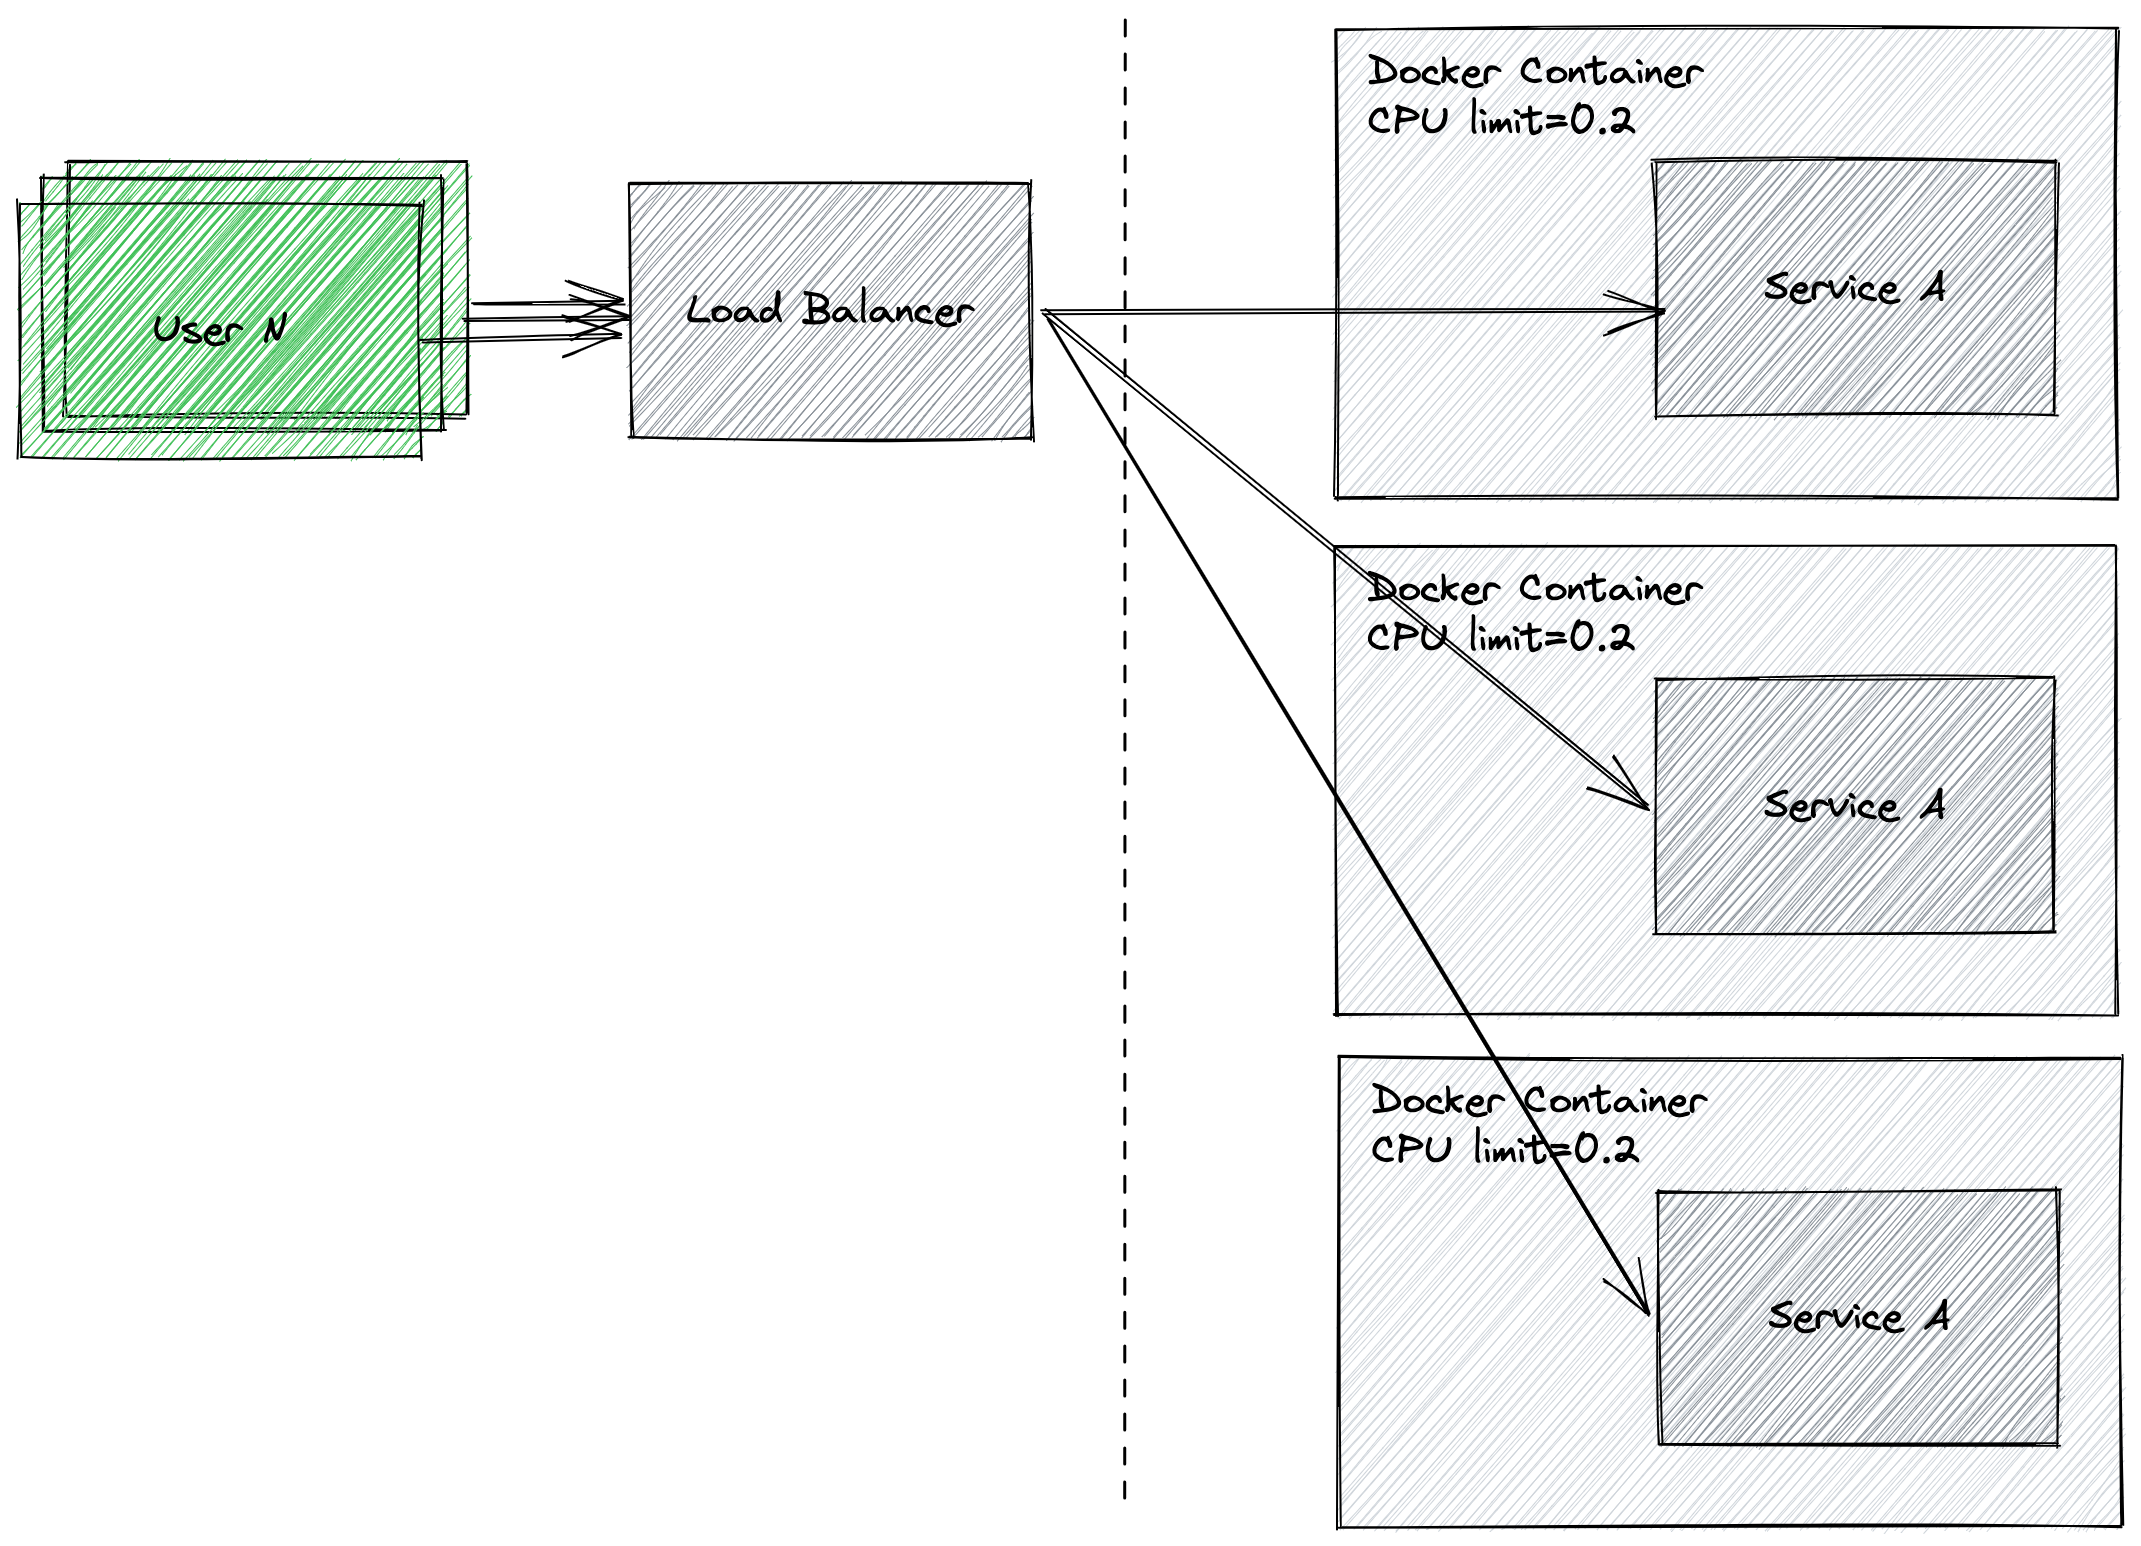 User N
Load Balancer
Docker Container
CPU limit=0.2
Service A
Docker Container
CPU limit=0.2
Service A
Docker Container
CPU limit=0.2
Service A